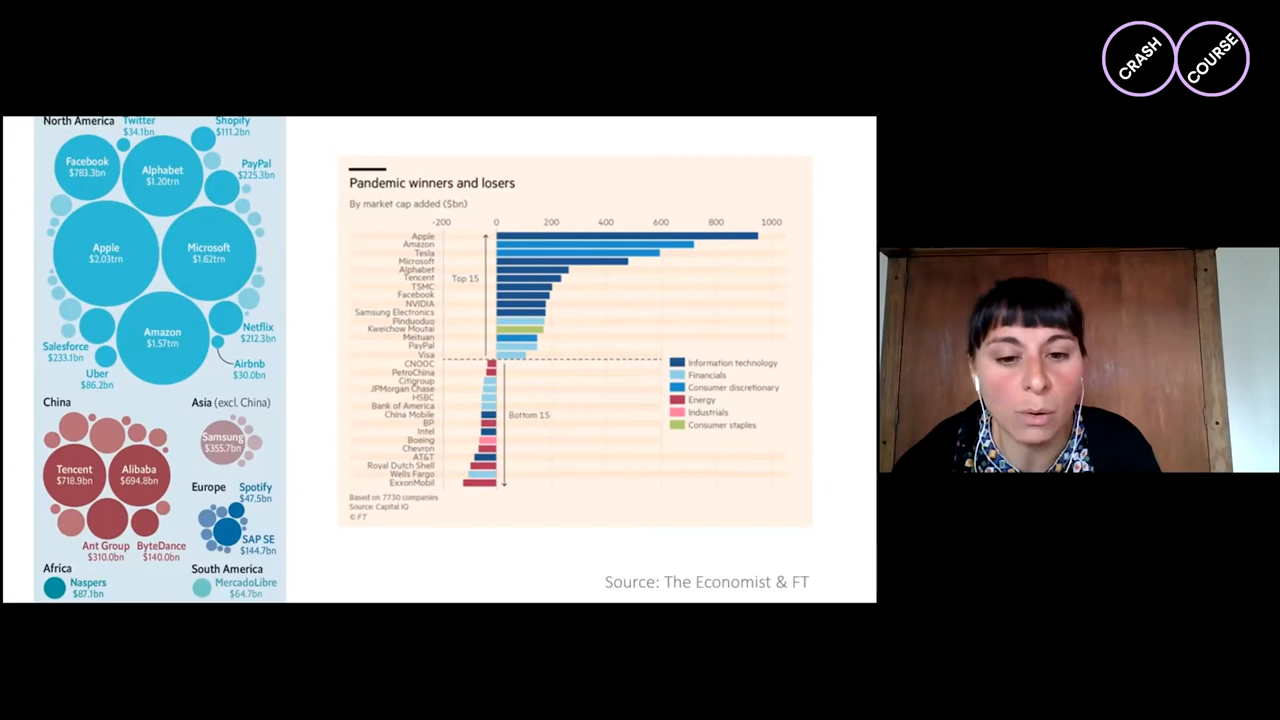 CRASH
COURSE
North America
Twitter
$34.1bn
Shopify
$111.2bn
Facebook
$783.3bn
Alphabet
$1.20trn
PayPal
$225.3bn
Apple
$2.03trn
Microsoft
$1.62trn
Amazon
$1.57trn
Netflix
$212.3bn
Salesforce
$233.1bn
Airbnb
$30.0bn
Uber
$86.2bn
China
Asia (excl. China)
Samsung
$355.7bn
Tencent
$718.9bn
Alibaba
$694.8bn
Europe
Spotify
$47.5bn
SAP SE
$144.7bn
Ant Group
$310.0bn
ByteDance
$140.0bn
Africa
Naspers
$87.1bn
South America
MercadoLibre
$64.7bn
Pandemic winners and losers
By market cap added ($bn)
-200 0 200 400 600 800 1000
Apple
Amazon
Tesla
Microsoft
Alphabet
Tencent
TSMC
Facebook
NVIDIA
Samsung Electronics
Pinduoduo
Kweichow Moutai
Meituan
PayPal
Visa
CNOOC
PetroChina
Citigroup
JPMorgan Chase
HSBC
Bank of America
China Mobile
BP
Intel
Boeing
Chevron
AT&T
Royal Dutch Shell
Wells Fargo
ExxonMobil
Top 15
Bottom 15
Information technology
Financials
Consumer discretionary
Energy
Industrials
Consumer staples
Based on 7730 companies
Source: Capital IQ
© FT
Source: The Economist & FT